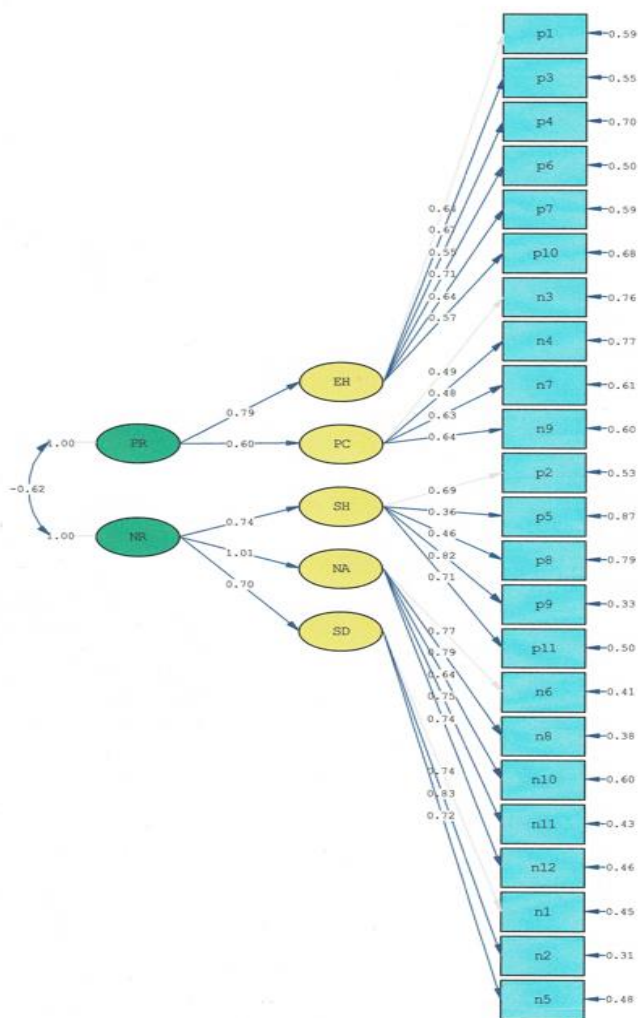 p1
0.59
p3
0.55
p4
0.70
p6
0.50
p7
0.59
p10
0.68
n3
0.76
n4
0.77
n7
0.61
n9
0.60
p2
0.53
p5
0.87
p8
0.79
p9
0.33
p11
0.50
n6
0.41
n8
0.38
n10
0.60
n11
0.43
n12
0.46
n1
0.45
n2
0.31
n5
0.48
0.67
0.55
0.71
0.64
0.57
EH
0.49
0.48
0.63
0.64
PC
0.69
0.36
0.46
0.82
0.71
SH
0.77
0.79
0.64
0.75
0.74
NA
0.74
0.83
0.72
SD
0.79
0.60
PR
1.00
-0.62
1.00
NR
0.74
1.01
0.70